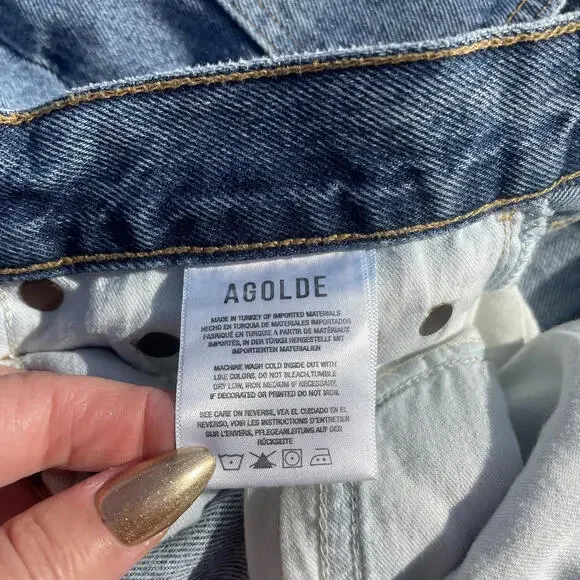 AGOLDE
MADE IN TURKEY OF IMPORTED MATERIALS
HECHO EN TURQUIA DE MATERIALES IMPORTADOS
FABRIQUÉ EN TURQUIE A PARTIR DE MATÉRIAUX
IMPORTÉS, IN DER TÜRKEI HERGESTELLT MIT
IMPORTIERTEN MATERIALIEN
MACHINE WASH COLD INSIDE OUT WITH
LIKE COLORS, DO NOT BLEACH,TUMBLE
DRY LOW, IRON MEDIUM IF NECESSARY.
IF DECORATED OR PRINTED DO NOT IRON
SEE CARE ON REVERSE, VEA EL CUIDADO EN EL
REVERSO, VOIR LES INSTRUCTIONS D'ENTRETIEN
SUR L'ENVERS, PFLEGEANLEITUNG AUF DER
RÜCKSEITE